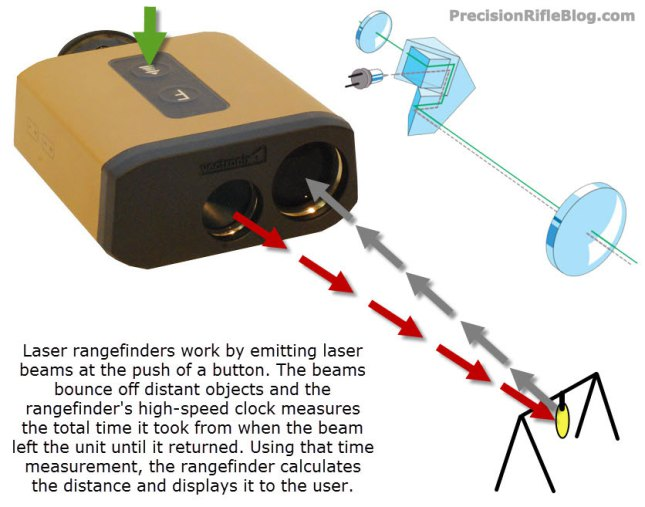 PrecisionRifleBlog.com
vectronix
Laser rangefinders work by emitting laser
beams at the push of a button. The beams
bounce off distant objects and the
rangefinder's high-speed clock measures
the total time it took from when the beam
left the unit until it returned. Using that time
measurement, the rangefinder calculates
the distance and displays it to the user.